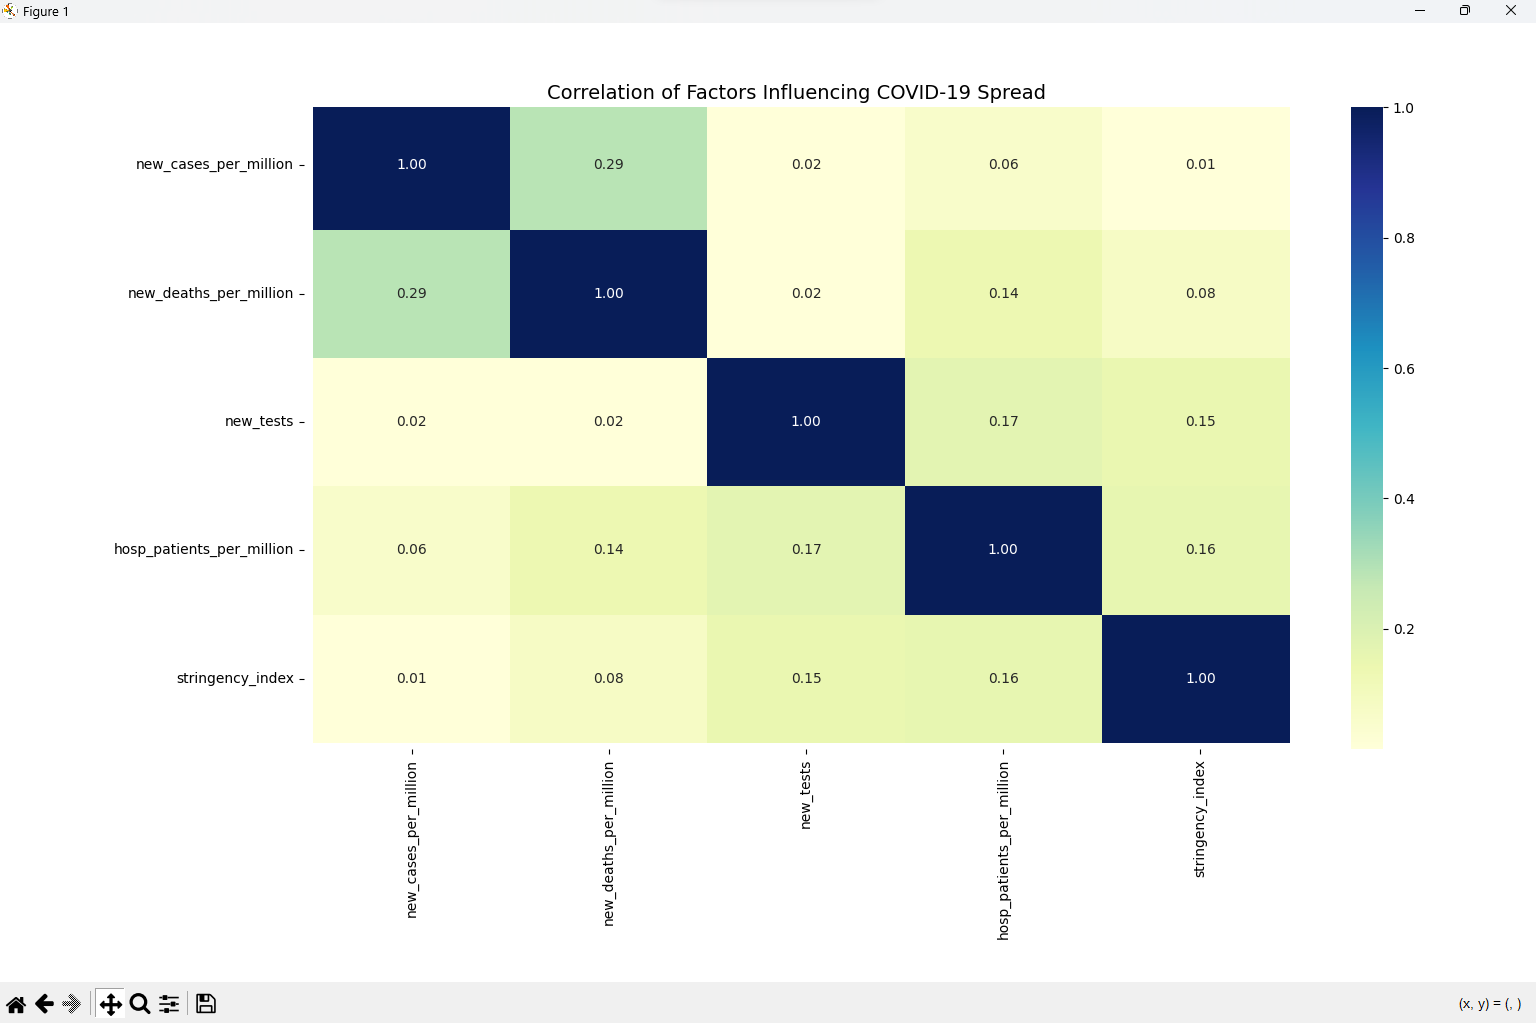 Figure 1
Correlation of Factors Influencing COVID-19 Spread
new_cases_per_million 1.00 0.29 0.02 0.06 0.01
new_deaths_per_million 0.29 1.00 0.02 0.14 0.08
new_tests 0.02 0.02 1.00 0.17 0.15
hosp_patients_per_million 0.06 0.14 0.17 1.00 0.16
stringency_index 0.01 0.08 0.15 0.16 1.00
new_cases_per_million
new_deaths_per_million
new_tests
hosp_patients_per_million
stringency_index
1.0
0.8
0.6
0.4
0.2
(x, y) = (, )